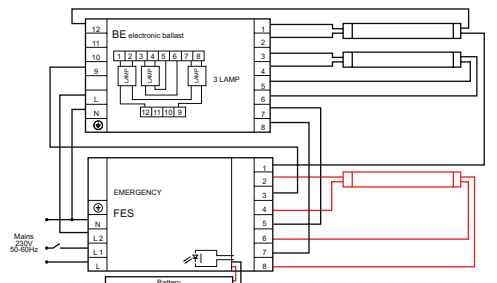 BE electronic ballast
12
11
10
9
L
N
1 2 3 4 5 6 7 8
LAMP
LAMP
LAMP
3 LAMP
12 11 10 9
1
2
3
4
5
6
7
8
EMERGENCY
FES
N
L 2
L 1
L
1
2
3
4
5
6
7
8
Mains
230V
50-60Hz
Battery